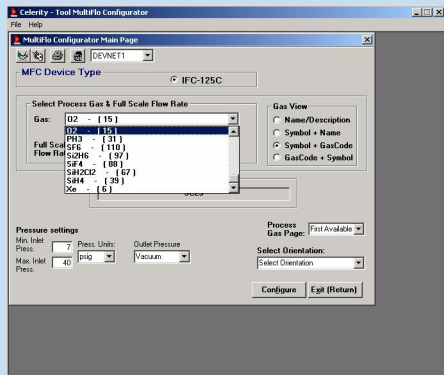 Celerity - Tool MultiFlo Configurator
File Help
MultiFlo Configurator Main Page
DEVNET1
MFC Device Type
IFC-125C
Select Process Gas & Full Scale Flow Rate
Gas:
O2 - ( 15 )
O2 - ( 15 )
PH3 - ( 31 )
SF6 - ( 110 )
Si2H6 - ( 97 )
SiF4 - ( 88 )
SiH2Cl2 - ( 67 )
SiH4 - ( 39 )
Xe - ( 6 )
Full Scal
Flow Ra
Gas View
Name/Description
Symbol + Name
Symbol + GasCode
GasCode + Symbol
Pressure settings
Min. Inlet Press.
7
Max. Inlet Press.
40
Press. Units:
psig
Outlet Pressure
Vacuum
Process Gas Page:
First Available
Select Orientation:
Select Orientation
Configure
Exit (Return)